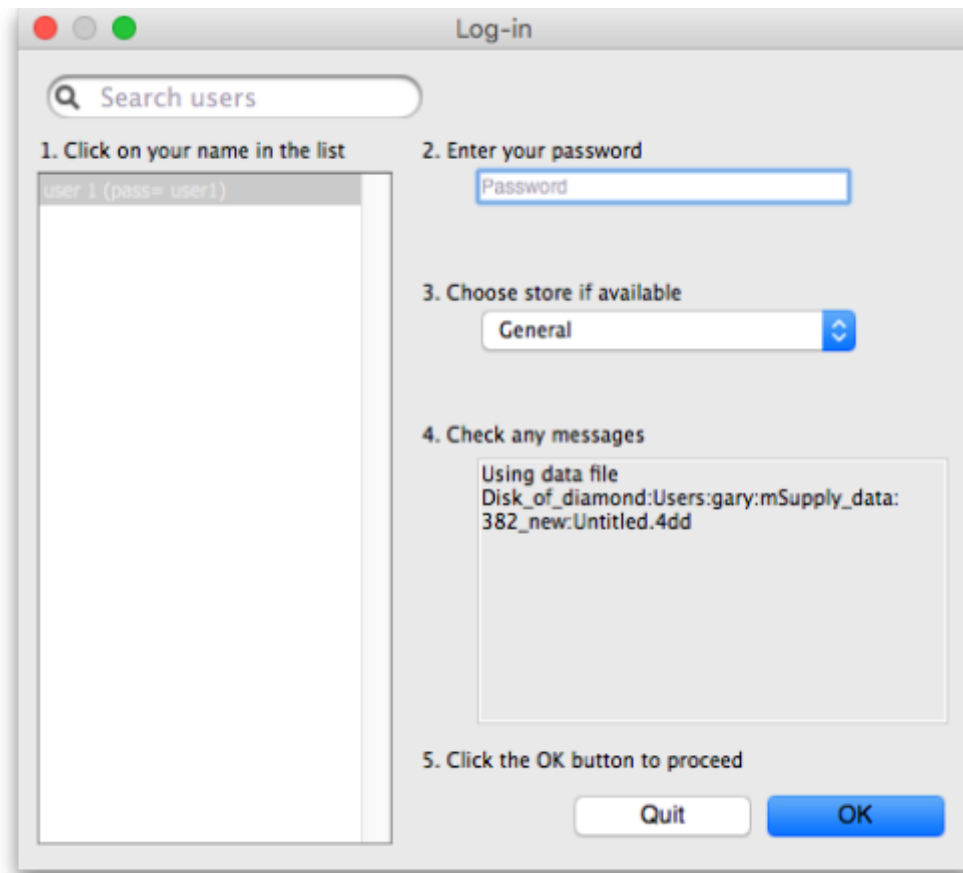 Log-in
Search users
1. Click on your name in the list
user 1 (pass= user1)
2. Enter your password
Password
3. Choose store if available
General
4. Check any messages
Using data file
Disk_of_diamond:Users:gary:mSupply_data:
382_new:Untitled.4dd
5. Click the OK button to proceed
Quit
OK